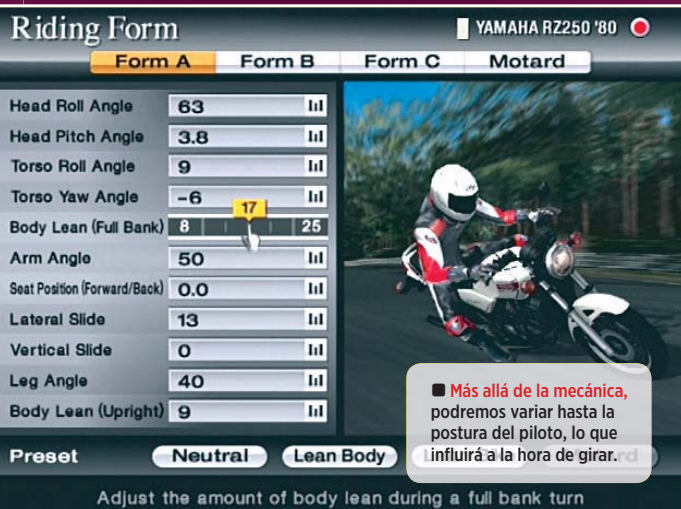 Riding Form
YAMAHA RZ250 '80
Form A Form B Form C Motard
Head Roll Angle 63
Head Pitch Angle 3.8
Torso Roll Angle 9
Torso Yaw Angle -6
17
Body Lean (Full Bank) 8 25
Arm Angle 50
Seat Position (Forward/Back) 0.0
Lateral Slide 13
Vertical Slide 0
Leg Angle 40
Body Lean (Upright) 9
■ Más allá de la mecánica,
podremos variar hasta la
postura del piloto, lo que
influirá a la hora de girar.
Preset Neutral Lean Body
Adjust the amount of body lean during a full bank turn